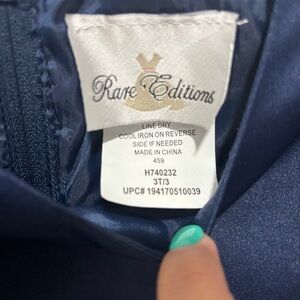 Rare Editions
LINE DRY
COOL IRON ON REVERSE
SIDE IF NEEDED
MADE IN CHINA
459
H740232
3T/3
UPC# 194170510039